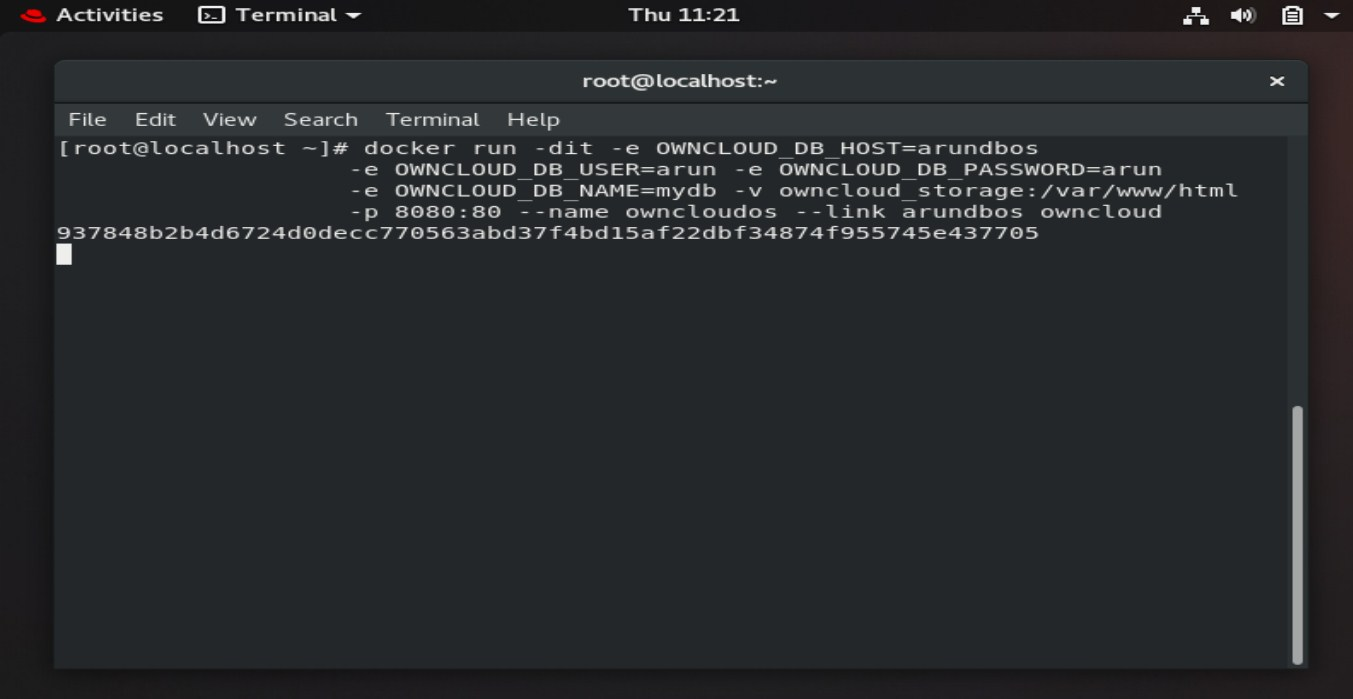 Activities Terminal Thu 11:21
root@localhost:~ ×
File Edit View Search Terminal Help
[root@localhost ~]# docker run -dit -e OWNCLOUD_DB_HOST=arundbos
-e OWNCLOUD_DB_USER=arun -e OWNCLOUD_DB_PASSWORD=arun
-e OWNCLOUD_DB_NAME=mydb -v owncloud_storage:/var/www/html
-p 8080:80 --name owncloudos --link arundbos owncloud
937848b2b4d6724d0decc770563abd37f4bd15af22dbf34874f955745e437705